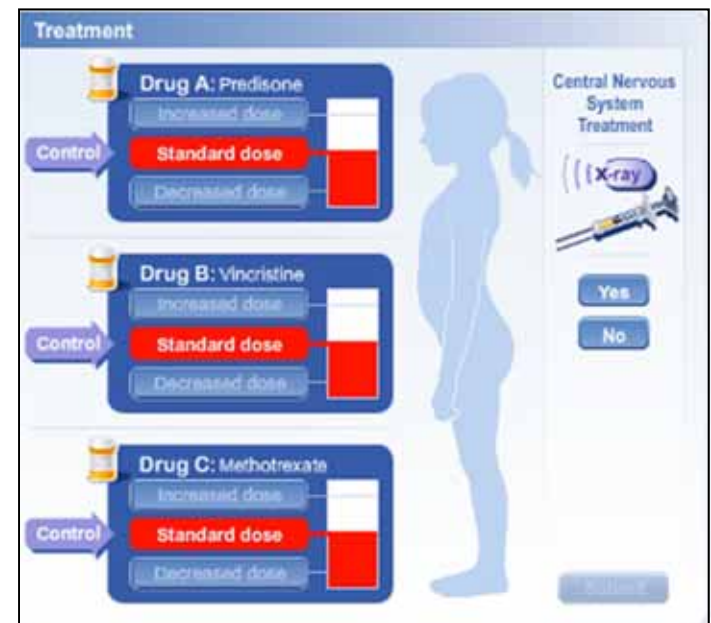 Treatment
Drug A: Predisone
Increased dose
Control
Standard dose
Decreased dose
Drug B: Vincristine
Increased dose
Control
Standard dose
Decreased dose
Drug C: Methotrexate
Increased dose
Control
Standard dose
Decreased dose
Central Nervous
System
Treatment
X-ray
Yes
No
Submit